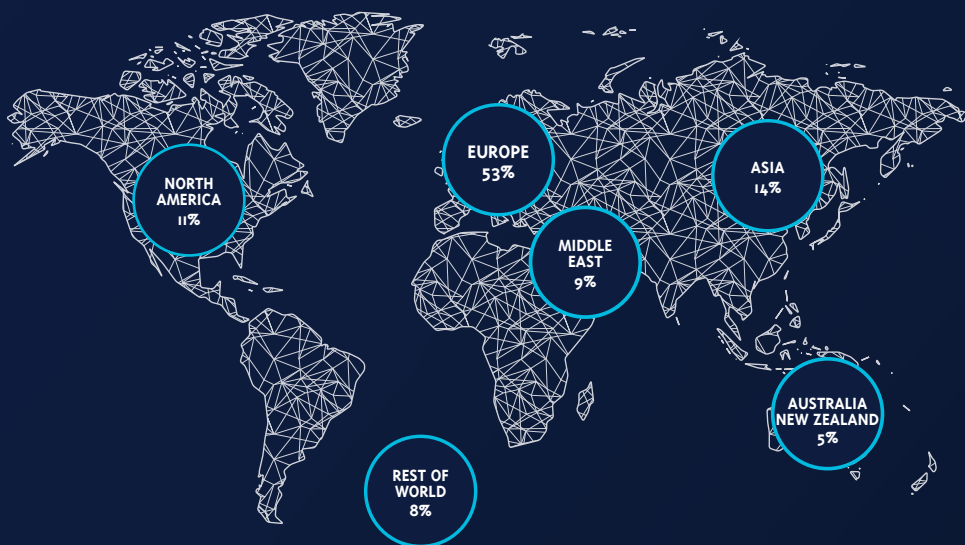 NORTH
AMERICA
11%
EUROPE
53%
ASIA
14%
MIDDLE
EAST
9%
AUSTRALIA
NEW ZEALAND
5%
REST OF
WORLD
8%